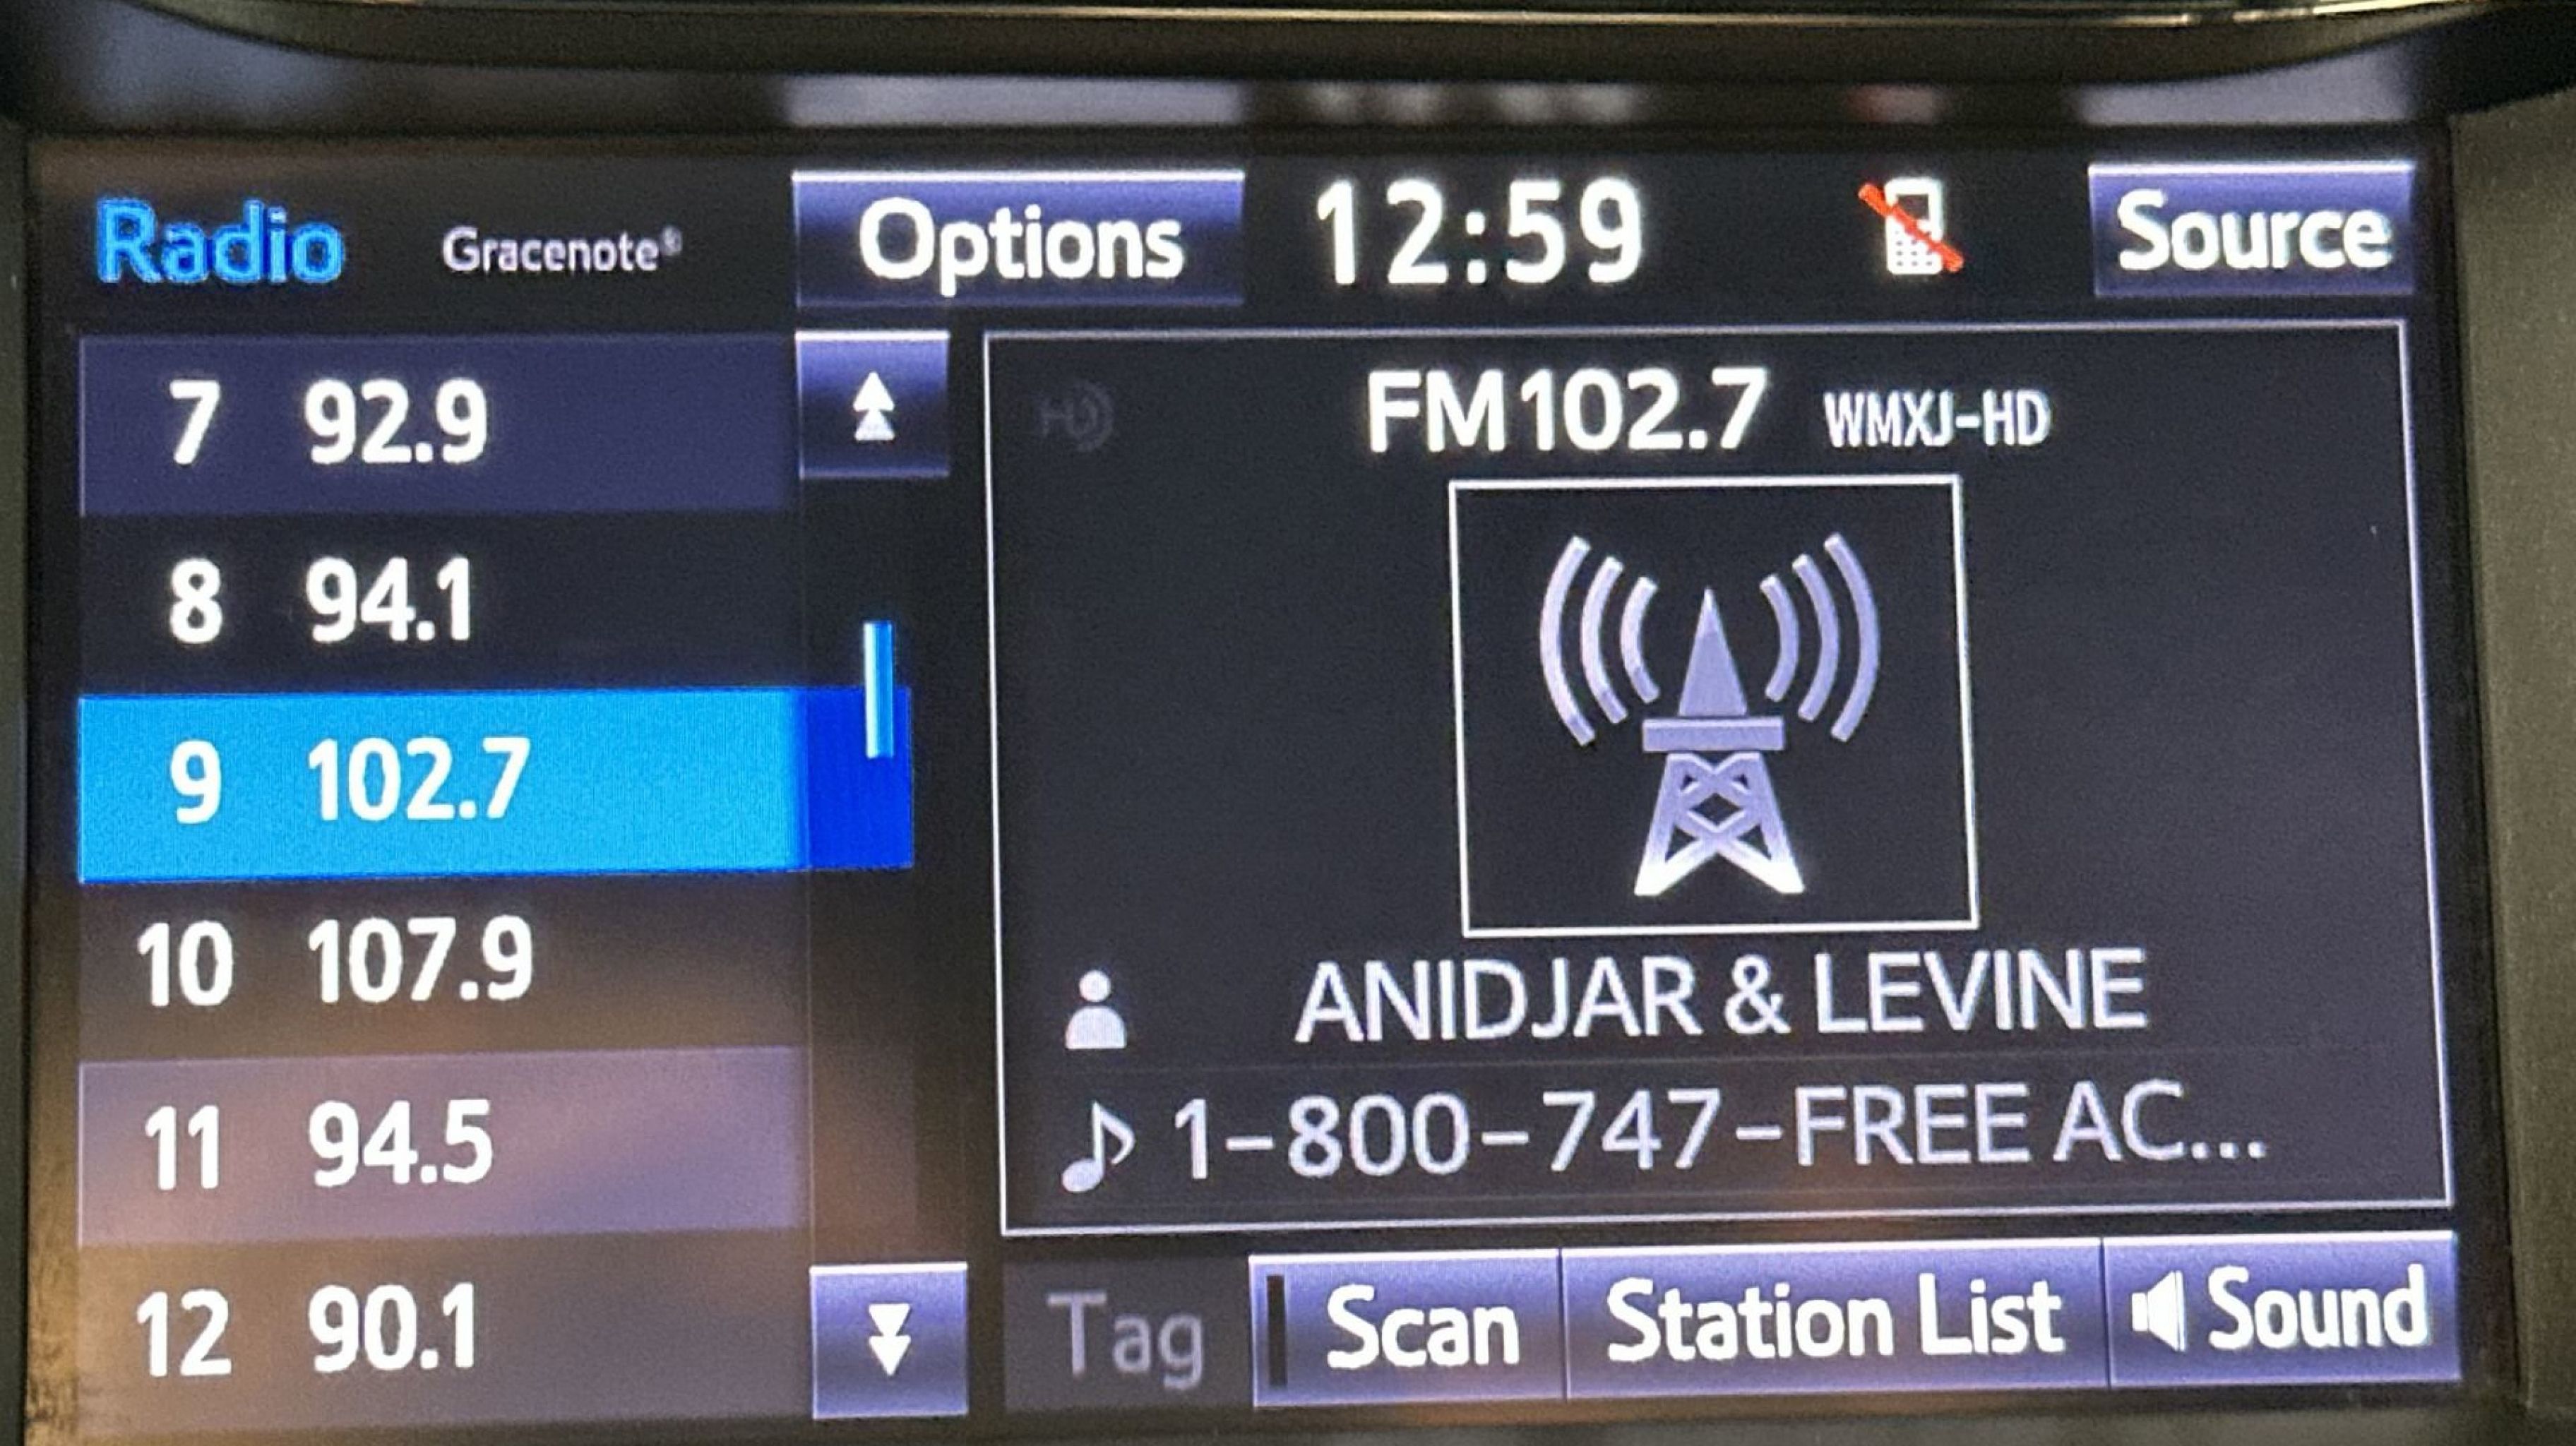 Radio Gracenote® Options 12:59 Source
7 92.9
8 94.1
9 102.7
10 107.9
11 94.5
12 90.1
HD
FM102.7 WMXJ-HD
ANIDJAR & LEVINE
1-800-747-FREE AC...
Tag Scan Station List Sound